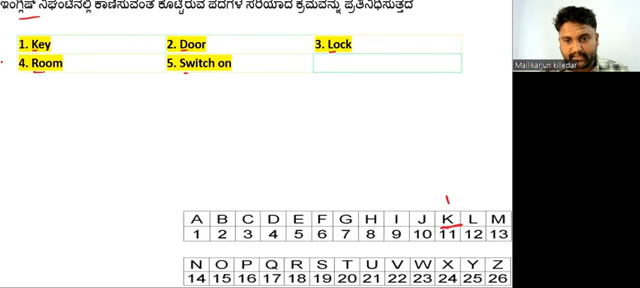 ಇಂಗ್ಲಿಷ್ ನಿಘಂಟಿನಲ್ಲಿ ಕಾಣಿಸುವಂತೆ ಕೊಟ್ಟಿರುವ ಪದಗಳ ಸರಿಯಾದ ಕ್ರಮವನ್ನು ಪ್ರತಿನಿಧಿಸುತ್ತದೆ
1. Key 2. Door 3. Lock
4. Room 5. Switch on
Mallikarjun killedar
1
A B C D E F G H I J K L M
1 2 3 4 5 6 7 8 9 10 11 12 13
N O P Q R S T U V W X Y Z
14 15 16 17 18 19 20 21 22 23 24 25 26